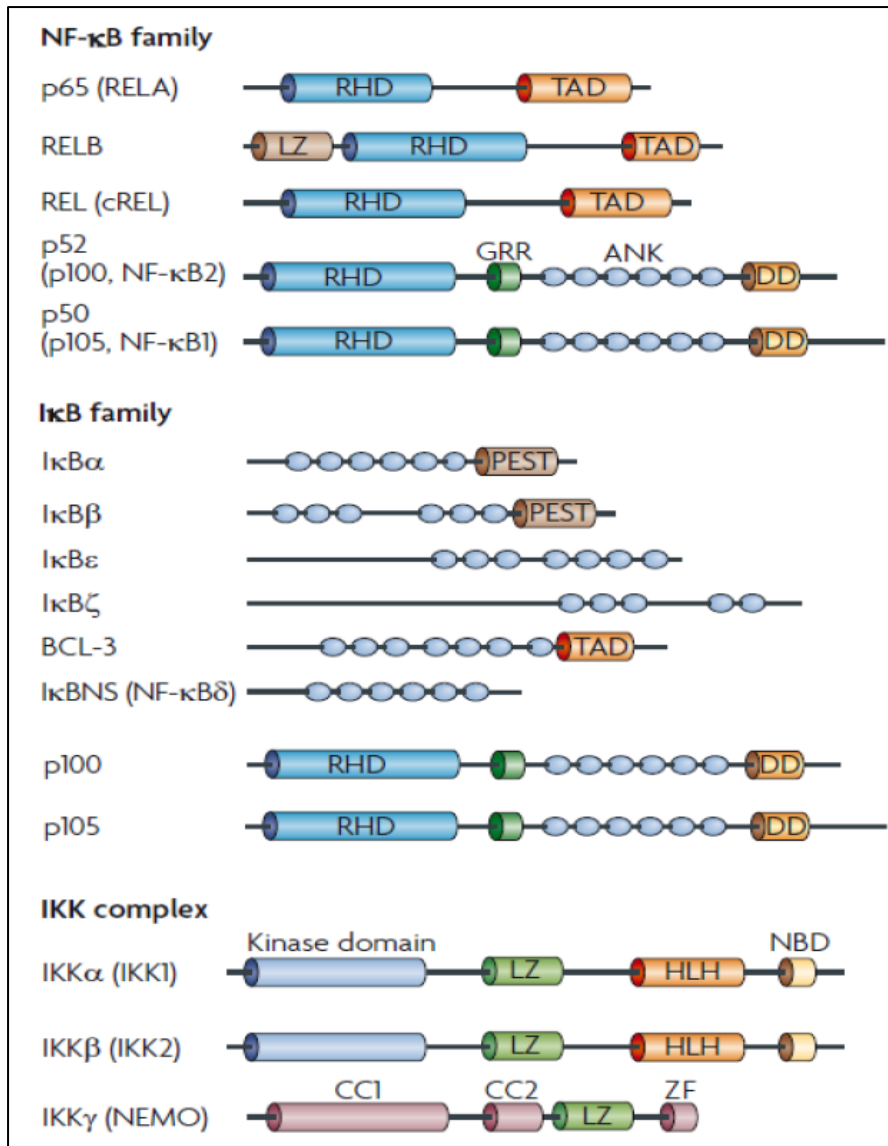 NF-κB family
p65 (RELA) RHD TAD
RELB LZ RHD TAD
REL (cREL) RHD TAD
p52 GRR ANK
(p100, NF-κB2) RHD DD
p50
(p105, NF-κB1) RHD DD
IκB family
IκBα PEST
IκBβ PEST
IκBε
IκBζ
BCL-3 TAD
IκBNS (NF-κBδ)
p100 RHD DD
p105 RHD DD
IKK complex
Kinase domain NBD
IKKα (IKK1) LZ HLH
IKKβ (IKK2) LZ HLH
CC1 CC2 ZF
IKKγ (NEMO) LZ